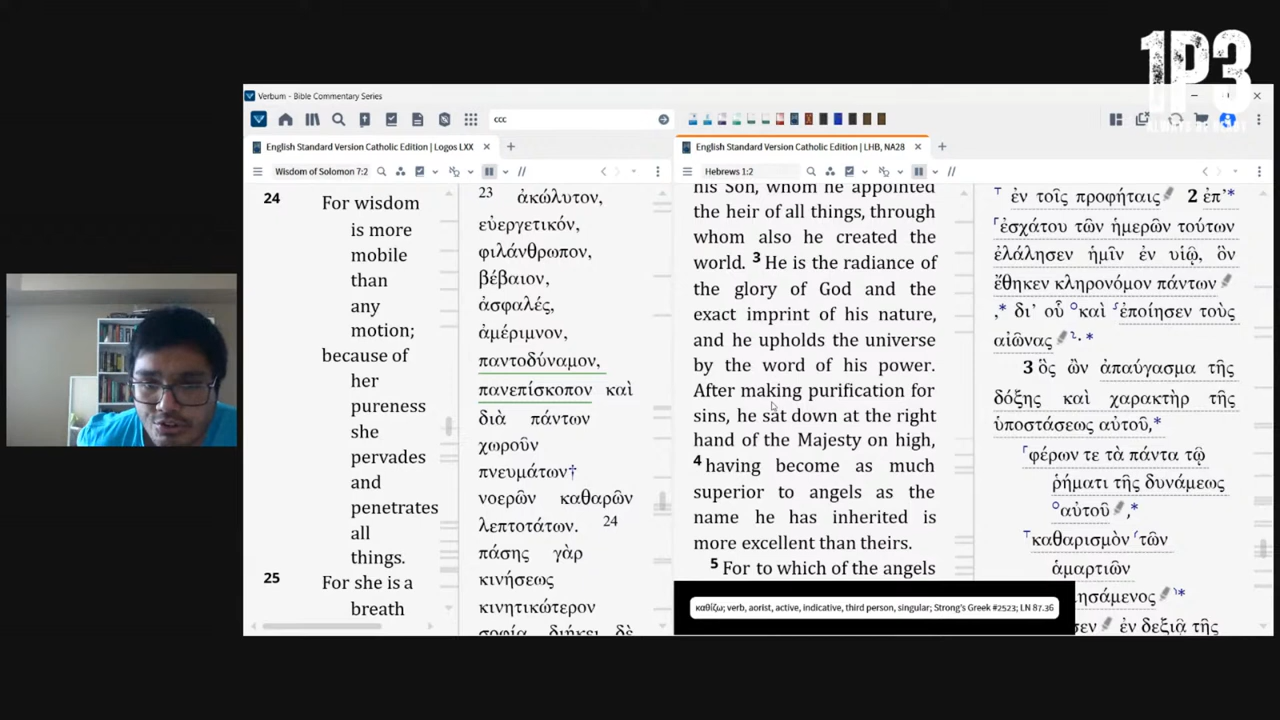 1P3
ALWAYS BE READY
Verbum - Bible Commentary Series
ccc
English Standard Version Catholic Edition | Logos LXX
Wisdom of Solomon 7:2
24 For wisdom
is more
mobile
than
any
motion;
because of
her
pureness
she
pervades
and
penetrates
all
things.
25 For she is a
breath
23 ἀκώλυτον,
εὐεργετικόν,
φιλάνθρωπον,
βέβαιον,
ἀσφαλές,
ἀμέριμνον,
παντοδύναμον,
πανεπίσκοπον καὶ
διὰ πάντων
χωροῦν
πνευμάτων†
νοερῶν καθαρῶν
λεπτοτάτων. 24
πάσης γὰρ
κινήσεως
κινητικώτερον
σοφία, διήκει δὲ
English Standard Version Catholic Edition | LHB, NA28
Hebrews 1:2
his Son, whom he appointed
the heir of all things, through
whom also he created the
world. 3 He is the radiance of
the glory of God and the
exact imprint of his nature,
and he upholds the universe
by the word of his power.
After making purification for
sins, he sat down at the right
hand of the Majesty on high,
4 having become as much
superior to angels as the
name he has inherited is
more excellent than theirs.
5 For to which of the angels
⸆ ἐν τοῖς προφήταις 2 ἐπ’*
⸂ἐσχάτου τῶν ἡμερῶν τούτων
ἐλάλησεν ἡμῖν ἐν υἱῷ, ὃν
ἔθηκεν κληρονόμον πάντων
,* δι’ οὗ °καὶ ⸉ἐποίησεν τοὺς
αἰῶνας⸊·*
3 ὃς ὢν ἀπαύγασμα τῆς
δόξης καὶ χαρακτὴρ τῆς
ὑποστάσεως αὐτοῦ,*
⸀φέρων τε τὰ πάντα τῷ
ῥήματι τῆς δυνάμεως
°αὐτοῦ,*
⸆καθαρισμὸν ⸂τῶν
ἁμαρτιῶν
ησάμενος⸃*
σεν ἐν δεξιᾷ τῆς
καθίζω; verb, aorist, active, indicative, third person, singular; Strong's Greek #2523; LN 87.36